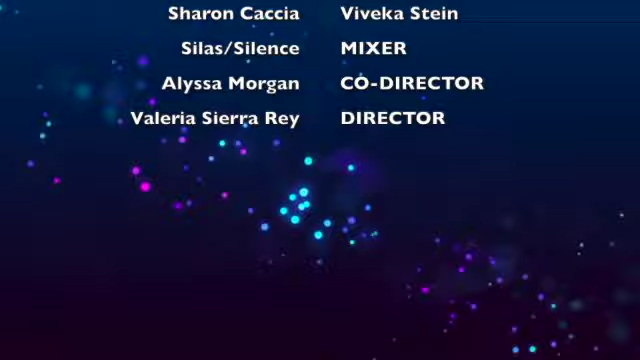 Sharon Caccia Viveka Stein
Silas/Silence MIXER
Alyssa Morgan CO-DIRECTOR
Valeria Sierra Rey DIRECTOR